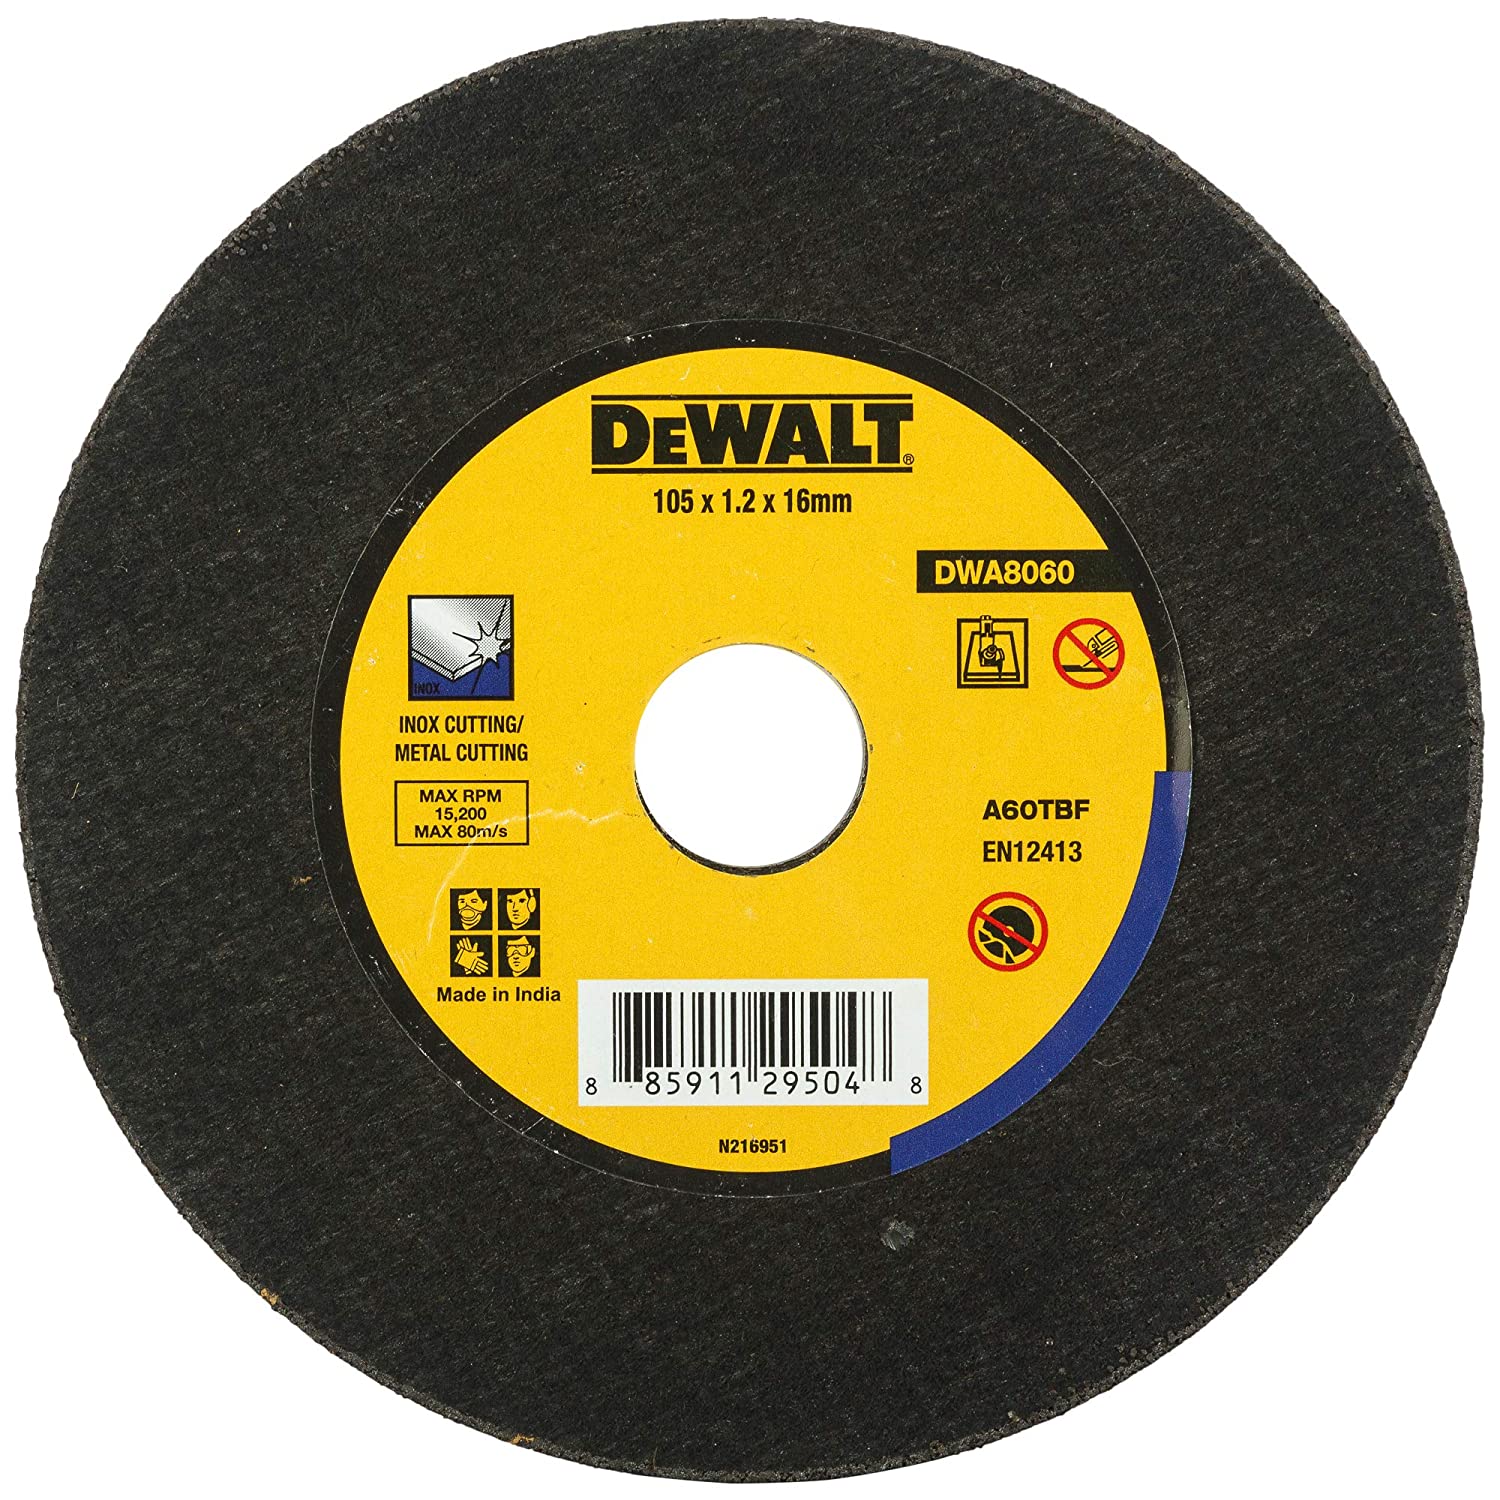 DEWALT®
105 x 1.2 x 16mm
DWA8060
INOX
INOX CUTTING/
METAL CUTTING
MAX RPM
15,200
MAX 80m/s
A60TBF
EN12413
Made in India
8 85911 29504 8
N216951